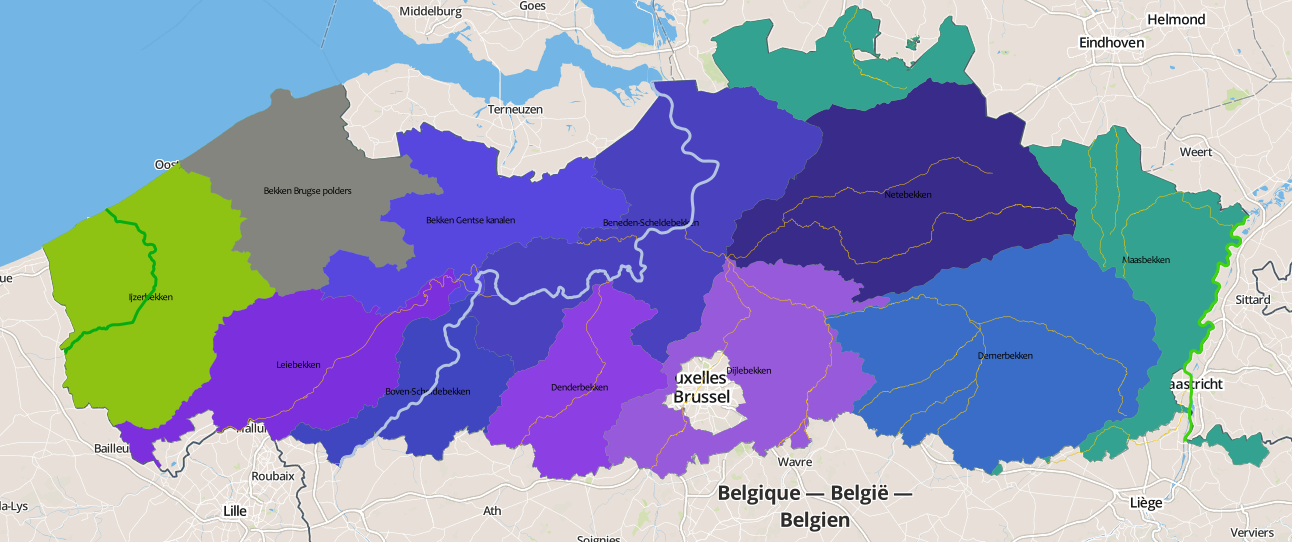 Middelburg
Goes
Helmond
Eindhoven
Terneuzen
Weert
Bekken Brugse polders
Netebekken
Bekken Gentse kanalen
Beneden-Scheldebekken
Maasbekken
IJzerbekken
Sittard
Demerbekken
Leiebekken
Dijlebekken
uxelles
Brussel
Denderbekken
Boven-Scheldebekken
aastricht
Bailleu
Wavre
Roubaix
Belgique — België —
Belgien
Liège
la-Lys
Lille
Ath
Verviers
Soignies